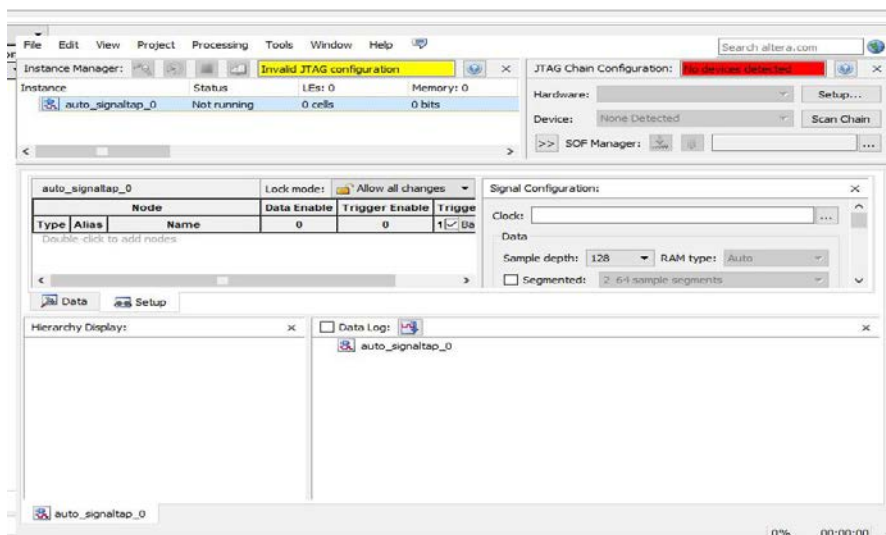 File Edit View Project Processing Tools Window Help
Search altera.com
Instance Manager: Invalid JTAG configuration
Instance Status LEs: 0 Memory: 0
auto_signaltap_0 Not running 0 cells 0 bits
JTAG Chain Configuration: No devices detected
Hardware: Setup...
Device: None Detected Scan Chain
>> SOF Manager: ...
auto_signaltap_0 Lock mode: Allow all changes
Node Data Enable Trigger Enable Trigge
Type Alias Name 0 0 1 Ba
Double-click to add nodes
Signal Configuration:
Clock: ...
Data
Sample depth: 128 RAM type: Auto
Segmented: 2 64 sample segments
Data Setup
Hierarchy Display:
Data Log:
auto_signaltap_0
auto_signaltap_0
0% 00:00:00